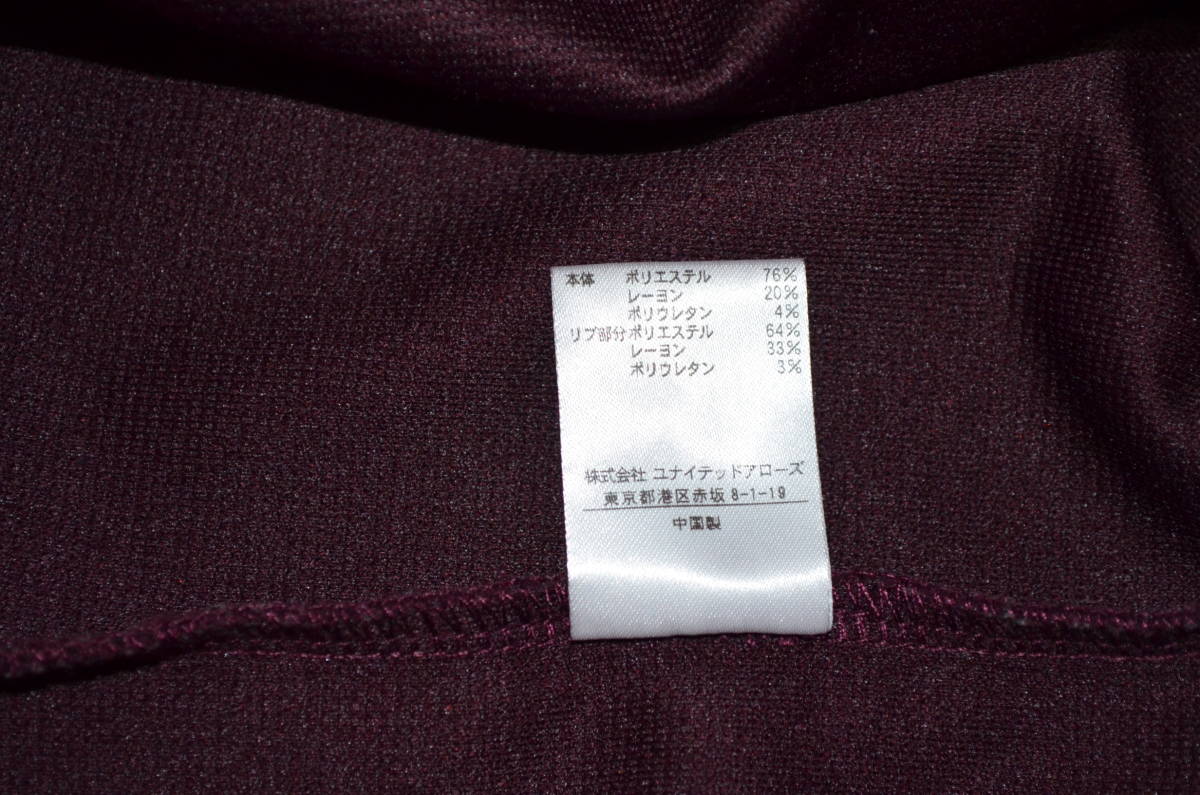 本体 ポリエステル 76%
レーヨン 20%
ポリウレタン 4%
リブ部分 ポリエステル 64%
レーヨン 33%
ポリウレタン 3%
株式会社 ユナイテッドアローズ
東京都港区赤坂 8-1-19
中国製